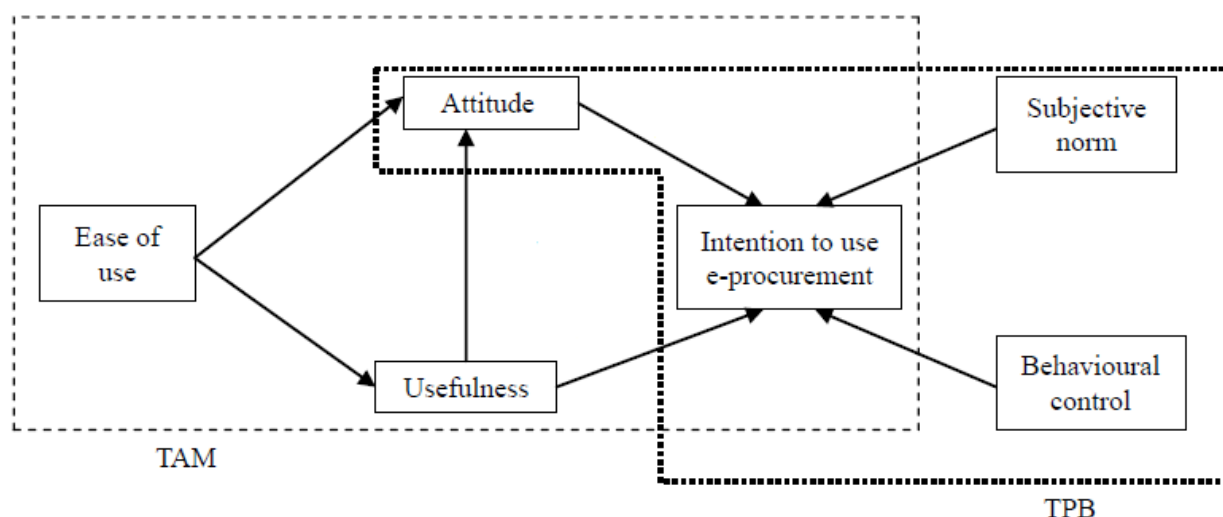 Attitude
Subjective
norm
Ease of
use
Intention to use
e-procurement
Usefulness
Behavioural
control
TAM
TPB